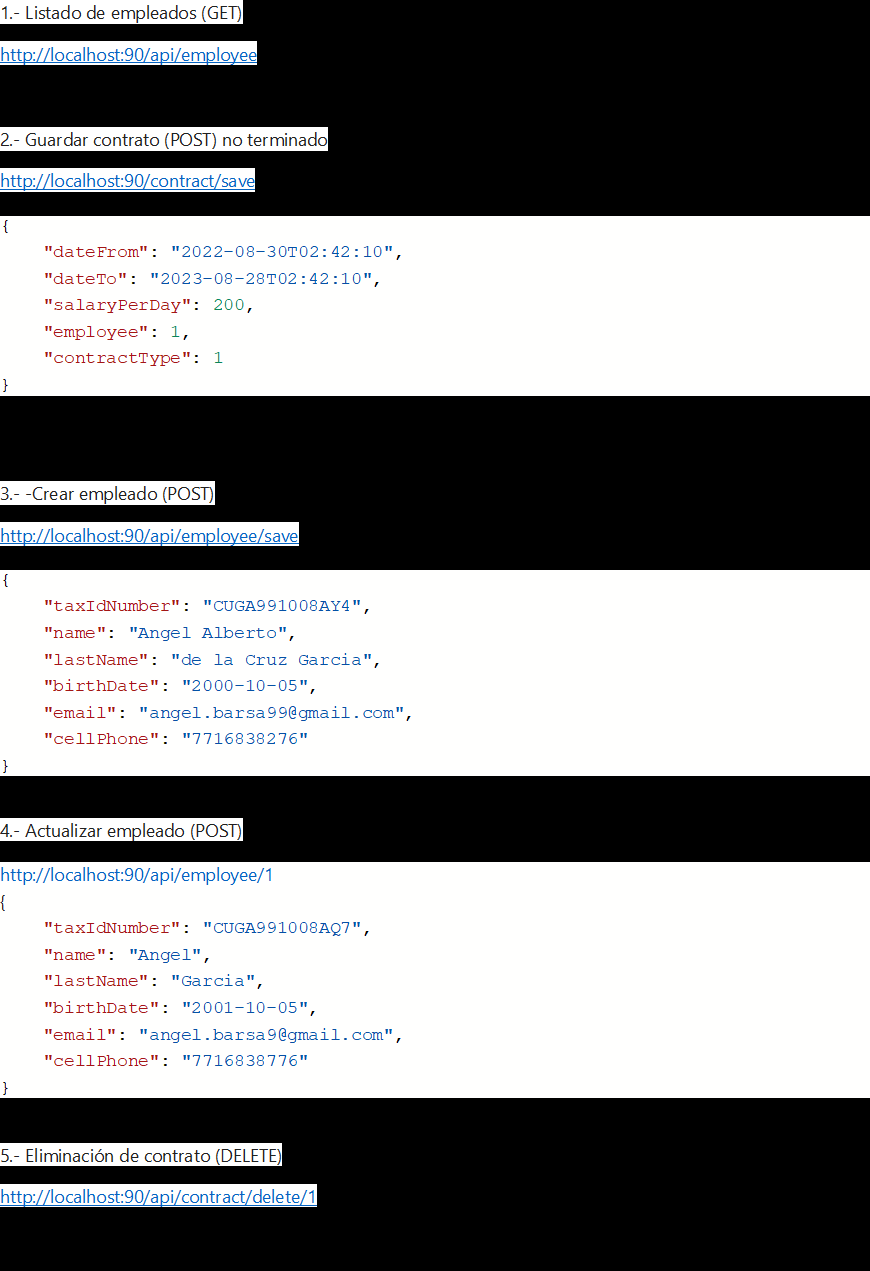 1.- Listado de empleados (GET)
http://localhost:90/api/employee
2.- Guardar contrato (POST) no terminado
http://localhost:90/contract/save
{
    "dateFrom": "2022-08-30T02:42:10",
    "dateTo": "2023-08-28T02:42:10",
    "salaryPerDay": 200,
    "employee": 1,
    "contractType": 1
}
3.- -Crear empleado (POST)
http://localhost:90/api/employee/save
{
    "taxIdNumber": "CUGA991008AY4",
    "name": "Angel Alberto",
    "lastName": "de la Cruz Garcia",
    "birthDate": "2000-10-05",
    "email": "angel.barsa99@gmail.com",
    "cellPhone": "7716838276"
}
4.- Actualizar empleado (POST)
http://localhost:90/api/employee/1
{
    "taxIdNumber": "CUGA991008AQ7",
    "name": "Angel",
    "lastName": "Garcia",
    "birthDate": "2001-10-05",
    "email": "angel.barsa9@gmail.com",
    "cellPhone": "7716838776"
}
5.- Eliminación de contrato (DELETE)
http://localhost:90/api/contract/delete/1